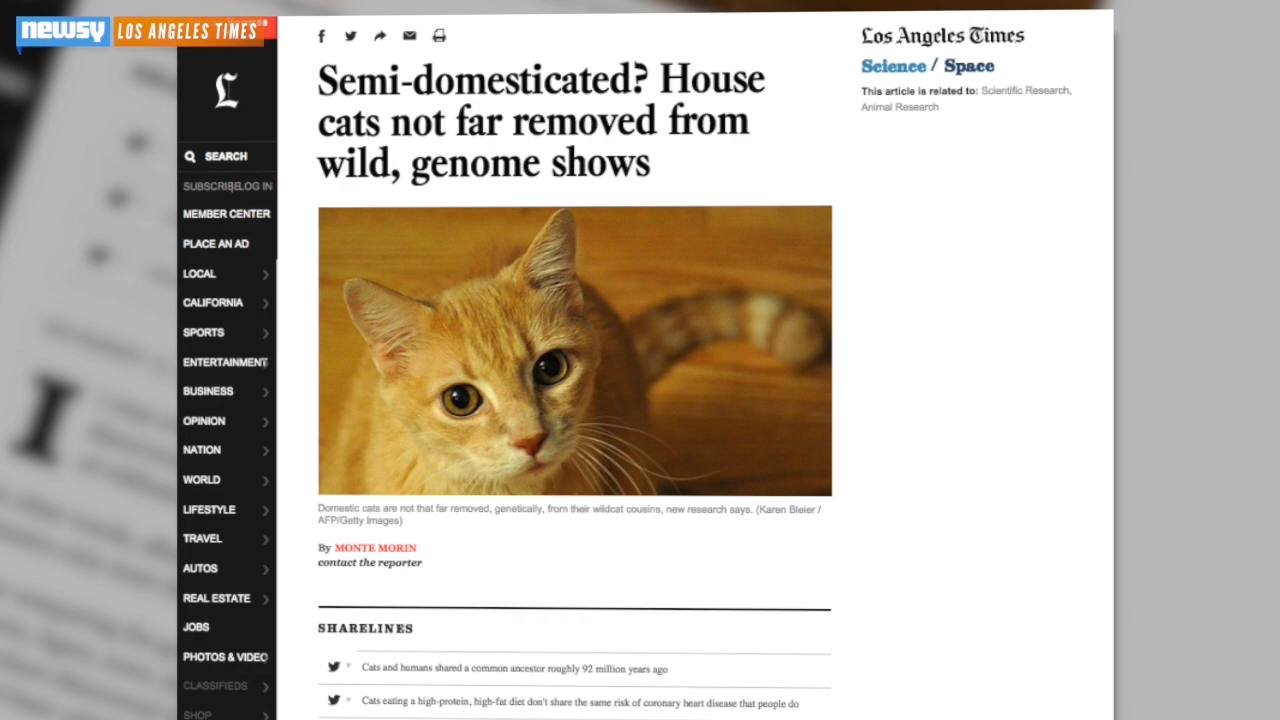 newsy LOS ANGELES TIMES
L
SEARCH
SUBSCRIBE LOG IN
MEMBER CENTER
PLACE AN AD
LOCAL
CALIFORNIA
SPORTS
ENTERTAINMENT
BUSINESS
OPINION
NATION
WORLD
LIFESTYLE
TRAVEL
AUTOS
REAL ESTATE
JOBS
PHOTOS & VIDEO
CLASSIFIEDS
SHOP
Semi-domesticated? House
cats not far removed from
wild, genome shows
Domestic cats are not that far removed, genetically, from their wildcat cousins, new research says. (Karen Bleier /
AFP/Getty Images)
By MONTE MORIN
contact the reporter
SHARELINES
Cats and humans shared a common ancestor roughly 92 million years ago
Cats eating a high-protein, high-fat diet don't share the same risk of coronary heart disease that people do
Los Angeles Times
Science / Space
This article is related to: Scientific Research,
Animal Research